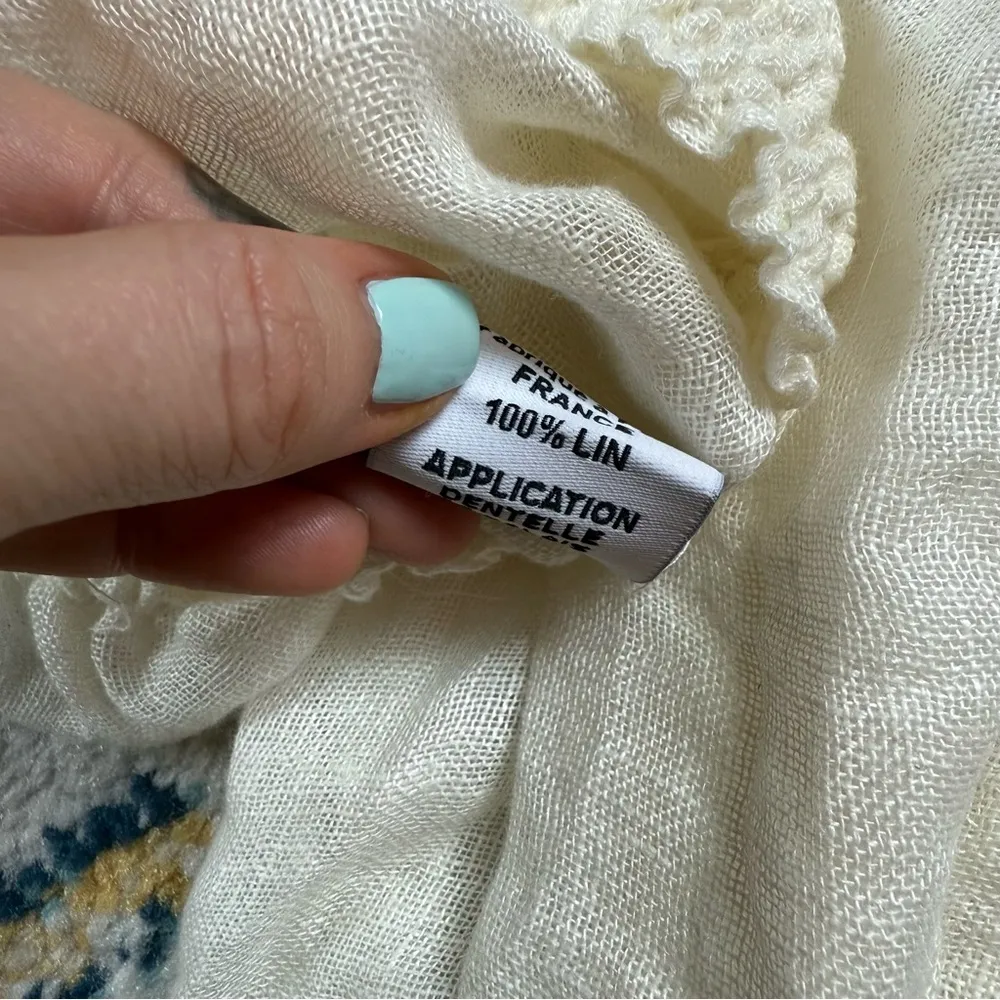 FRANCE
100% LIN
APPLICATION
DENTELLE